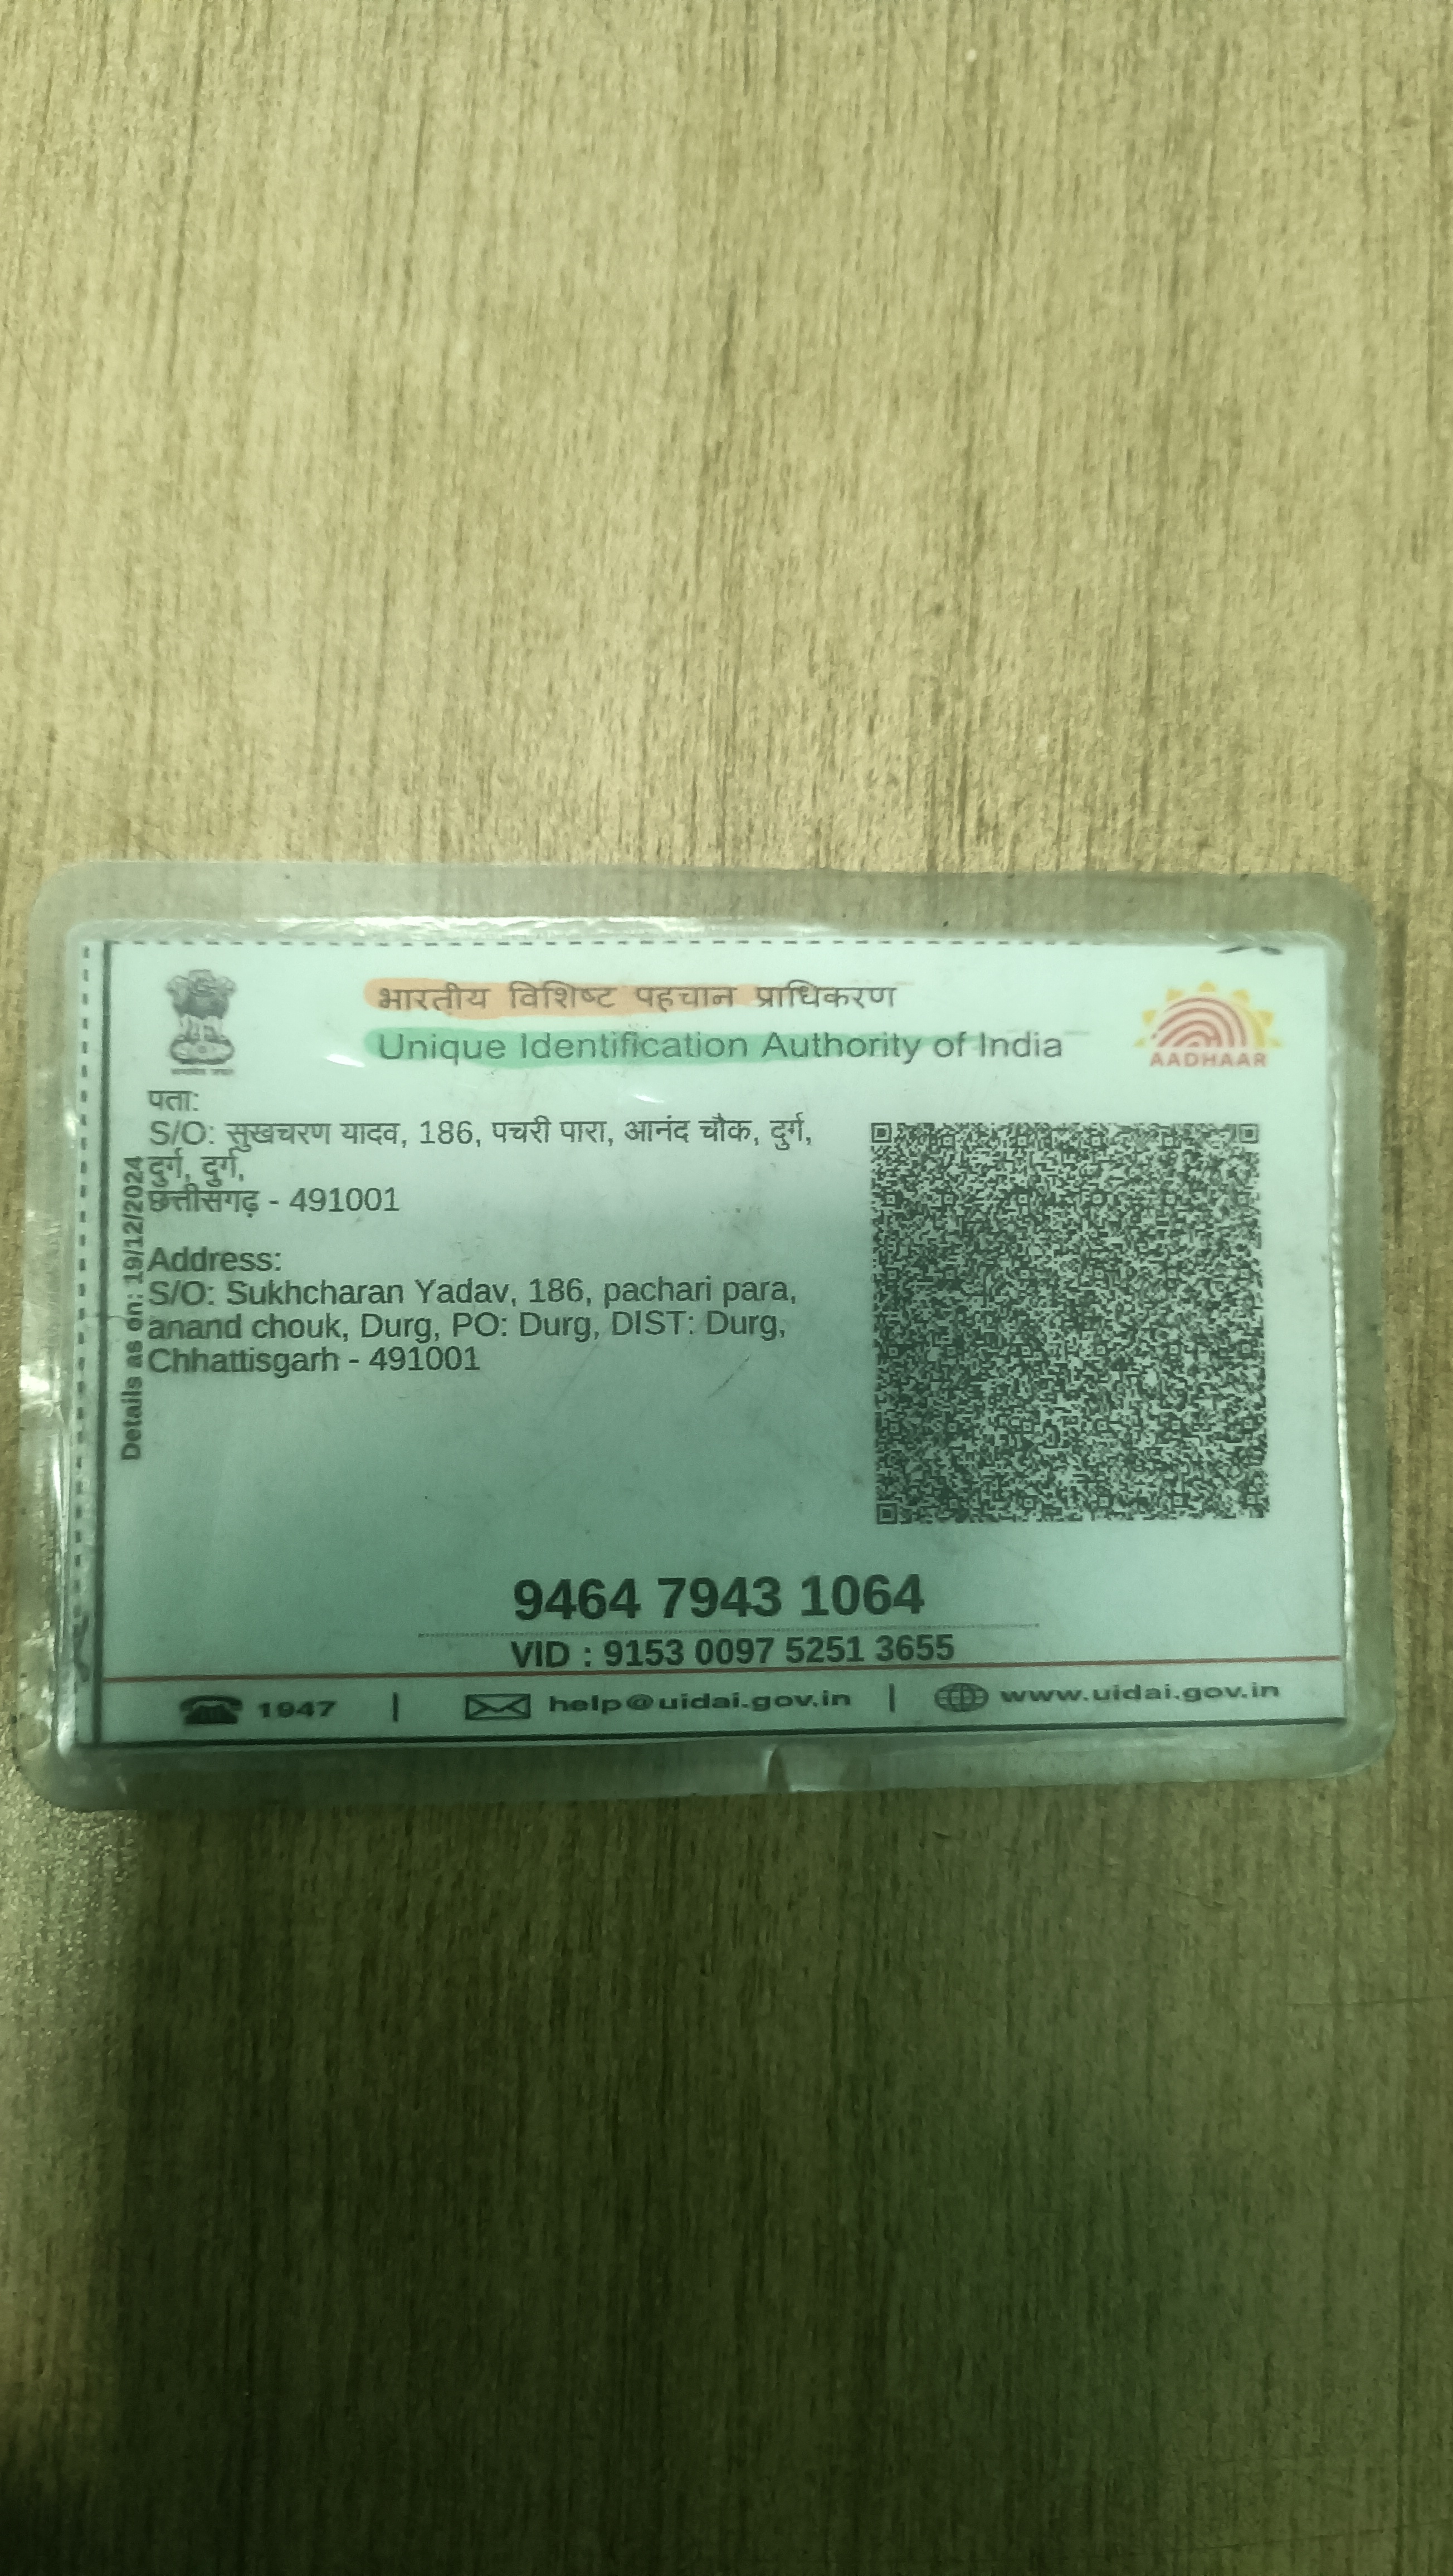 भारतीय विशिष्ट पहचान प्राधिकरण
Unique Identification Authority of India
AADHAAR
पता:
S/O: सुखचरण यादव, 186, पचरी पारा, आनंद चौक, दुर्ग,
दुर्ग, दुर्ग,
छत्तीसगढ़ - 491001
Address:
S/O: Sukhcharan Yadav, 186, pachari para,
anand chouk, Durg, PO: Durg, DIST: Durg,
Chhattisgarh - 491001
Details as on: 19/12/2024
9464 7943 1064
VID : 9153 0097 5251 3655
1947 | help@uidai.gov.in | www.uidai.gov.in